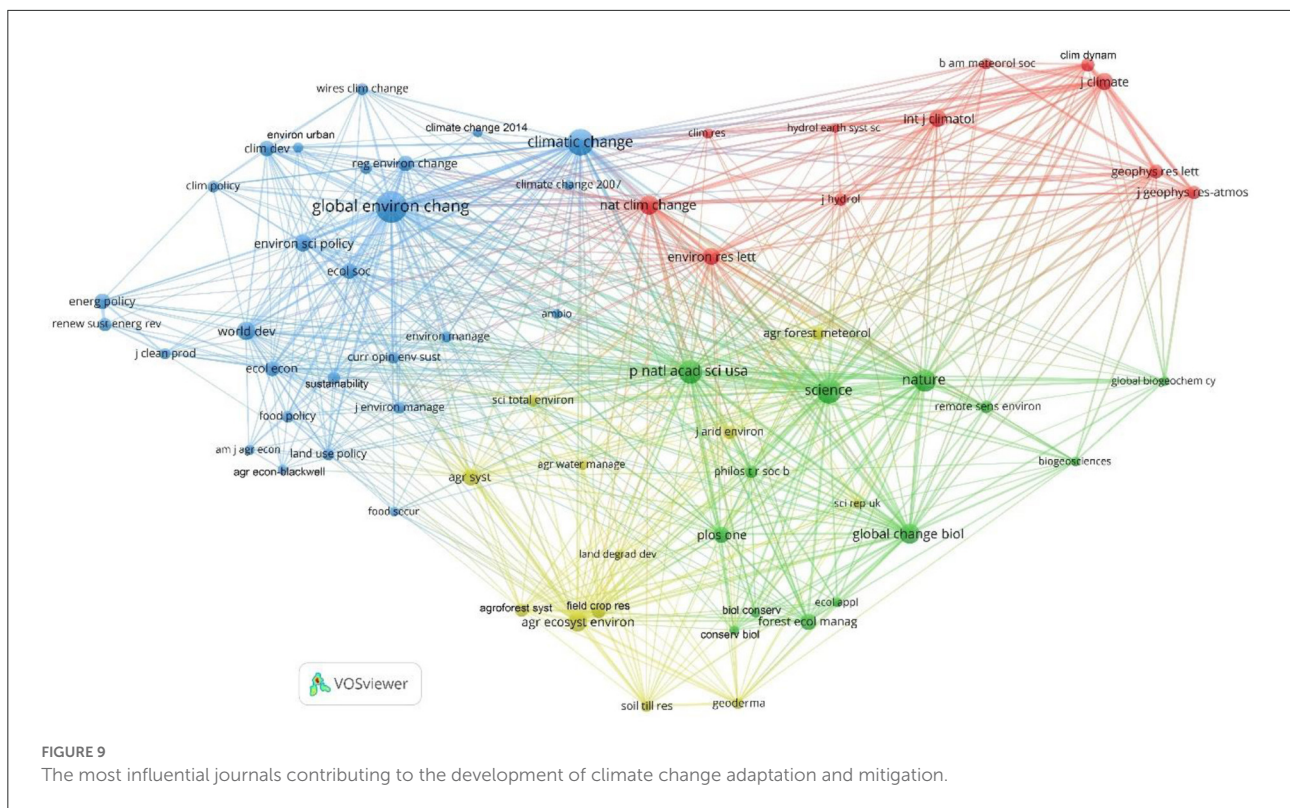 b am meteorol soc
clim dynam
j climate
wires clim change
int j climatol
climate change 2014
clim res
hydrol earth syst sc
environ urban
clim dev
climatic change
reg environ change
geophys res lett
clim policy
climate change 2007
j geophys res-atmos
j hydrol
global environ chang
nat clim change
environ sci policy
environ res lett
ecol soc
energ policy
ambio
renew sust energ rev
world dev
environ manage
agr forest meteorol
j clean prod
curr opin env sust
ecol econ
p natl acad sci usa
sustainability
science
nature
global biogeochem cy
sci total environ
j environ manage
remote sens environ
food policy
j arid environ
am j agr econ
land use policy
agr water manage
biogeosciences
agr econ-blackwell
agr syst
philos t r soc b
food secur
sci rep uk
plos one
global change biol
land degrad dev
agroforest syst
field crop res
biol conserv
ecol appl
agr ecosyst environ
forest ecol manag
conserv biol
VOSviewer
soil till res
geoderma
FIGURE 9
The most influential journals contributing to the development of climate change adaptation and mitigation.